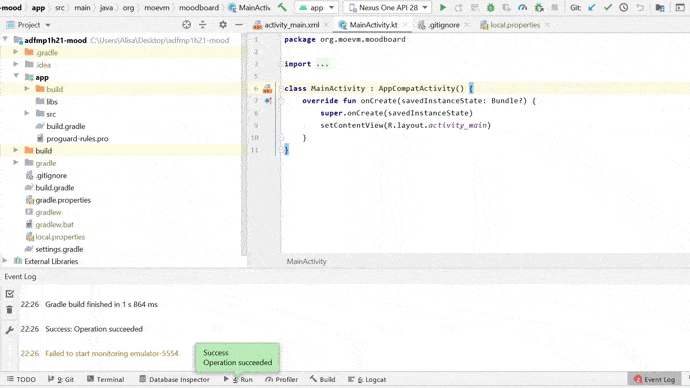 -mood app src main java org moevm moodboard MainActiv app Nexus One API 28 Git:
Project activity_main.xml MainActivity.kt .gitignore local.properties
adfmp1h21-mood C:\Users\Alisa\Desktop\adfmp1h21-mood
.gradle
.idea
app
build
libs
src
build.gradle
proguard-rules.pro
build
gradle
.gitignore
build.gradle
gradle.properties
gradlew
gradlew.bat
local.properties
settings.gradle
External Libraries
1 package org.moevm.moodboard
2
3 import ...
5
6 class MainActivity : AppCompatActivity() {
7 override fun onCreate(savedInstanceState: Bundle?) {
8 super.onCreate(savedInstanceState)
9 setContentView(R.layout.activity_main)
10 }
11 }
MainActivity
Event Log
22:26 Gradle build finished in 1 s 864 ms
22:26 Success: Operation succeeded
22:26 Failed to start monitoring emulator-5554
Success
Operation succeeded
TODO 9: Git Terminal Database Inspector 4: Run Profiler Build 6: Logcat 2 Event Log